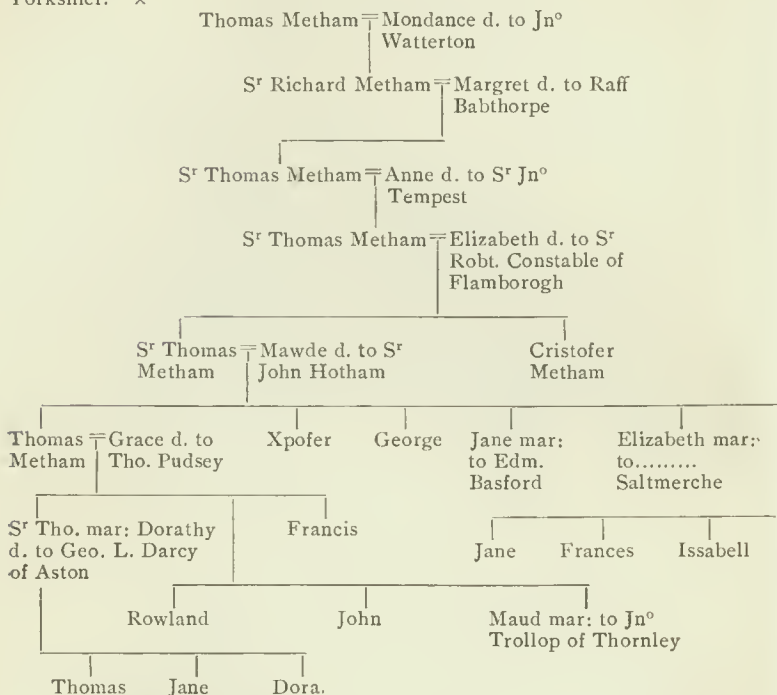 Yorkshier. ×
Thomas Metham = Mondance d. to Jnº
Watterton
Sʳ Richard Metham = Margret d. to Raff
Babthorpe
Sʳ Thomas Metham = Anne d. to Sʳ Jnº
Tempest
Sʳ Thomas Metham = Elizabeth d. to Sʳ
Robt. Constable of
Flamborogh
Sʳ Thomas = Mawde d. to Sʳ
Metham John Hotham
Cristofer
Metham
Thomas = Grace d. to
Metham Tho. Pudsey
Xpofer
George
Jane mar:
to Edm.
Basford
Elizabeth mar:
to.........
Saltmerche
Sʳ Tho. mar: Dorathy
d. to Geo. L. Darcy
of Aston
Francis
Jane Frances Issabell
Rowland John
Maud mar: to Jnº
Trollop of Thornley
Thomas Jane Dora.